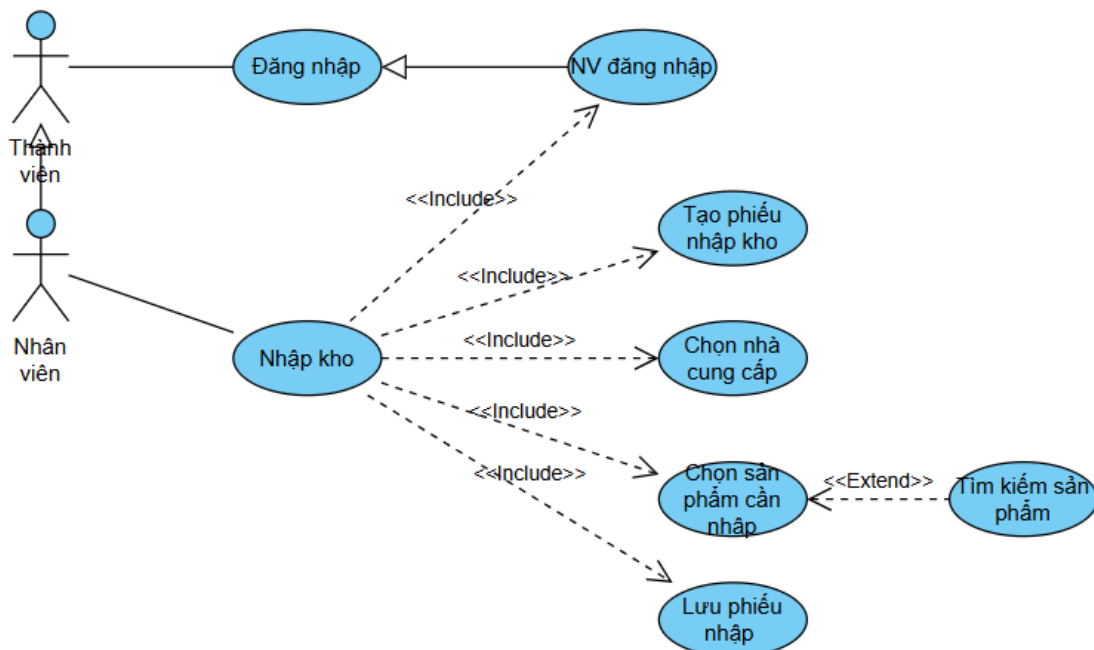 Đăng nhập
NV đăng nhập
Thành
viên
<<Include>>
Tạo phiếu
nhập kho
<<Include>>
Nhân
viên
Nhập kho
<<Include>>
Chọn nhà
cung cấp
<<Include>>
<<Include>>
Chọn sản
phẩm cần
nhập
<<Extend>>
Tìm kiếm sản
phẩm
Lưu phiếu
nhập